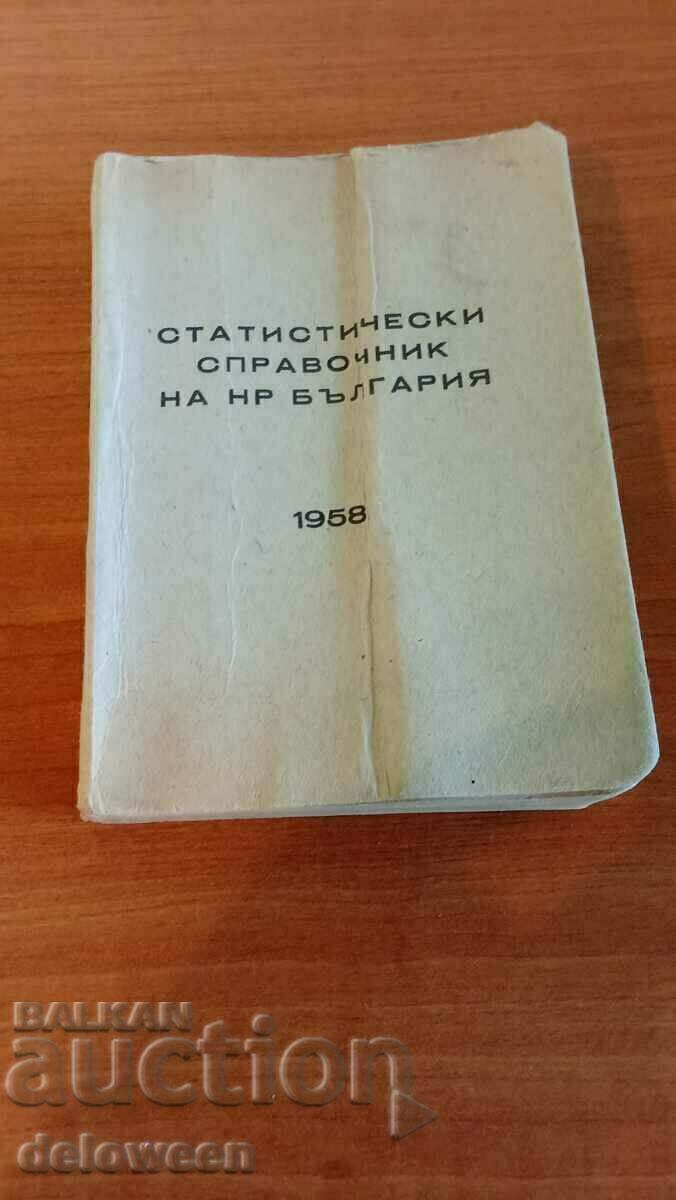 СТАТИСТИЧЕСКИ
СПРАВОЧНИК
НА НР БЪЛГАРИЯ
1958
BALKAN
auction
deloween